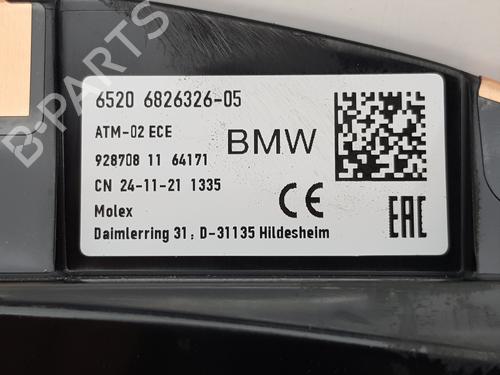 B-PARTS
6520 6826326-05
ATM-02 ECE
BMW
928708 11 64171
CN 24-11-21 1335
CE
Molex
EAC
Daimlerring 31 , D-31135 Hildesheim